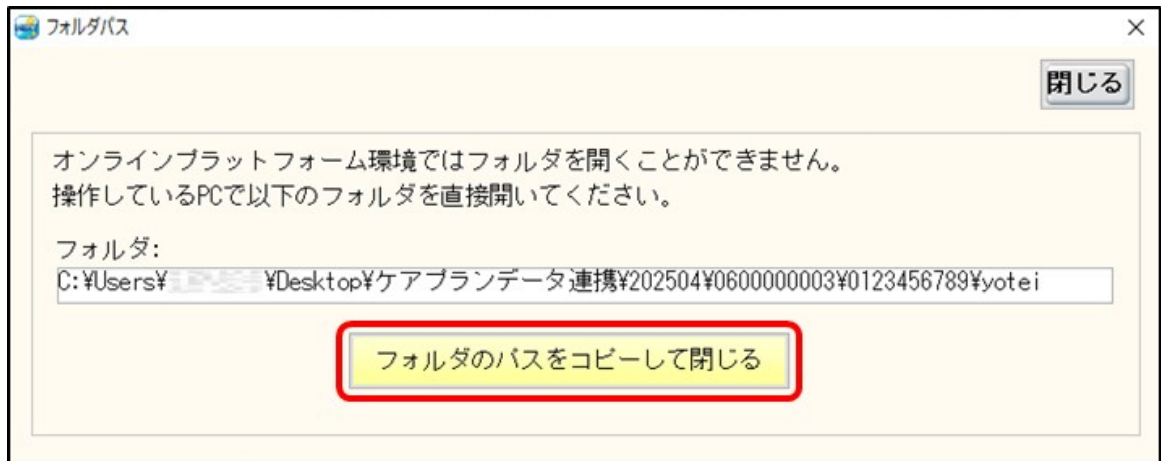 フォルダパス
閉じる
オンラインプラットフォーム環境ではフォルダを開くことができません。
操作しているPCで以下のフォルダを直接開いてください。
フォルダ:
C:¥Users¥ ¥Desktop¥ケアプランデータ連携¥202504¥0600000003¥0123456789¥yotei
フォルダのパスをコピーして閉じる